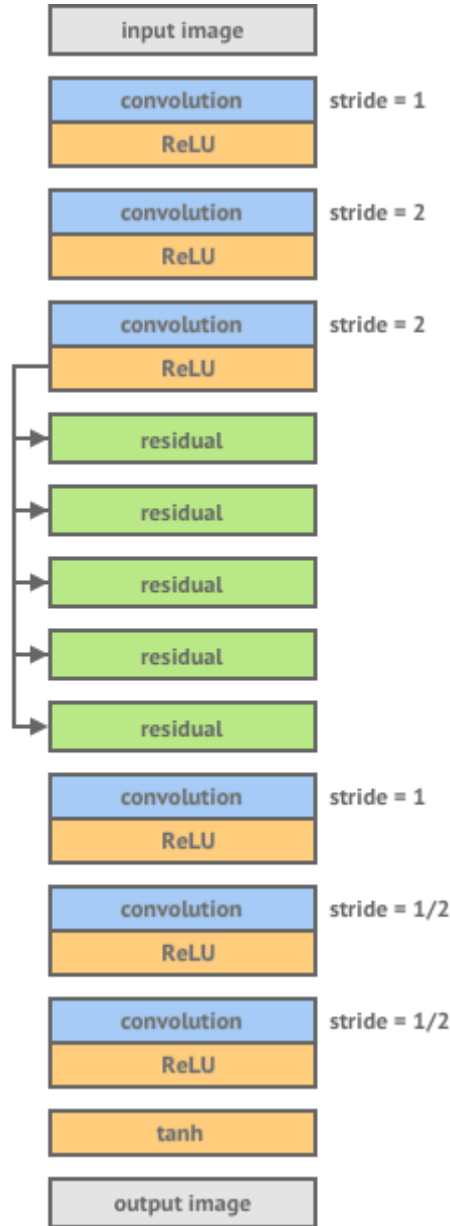 input image
convolution stride = 1
ReLU
convolution stride = 2
ReLU
convolution stride = 2
ReLU
residual
residual
residual
residual
residual
convolution stride = 1
ReLU
convolution stride = 1/2
ReLU
convolution stride = 1/2
ReLU
tanh
output image